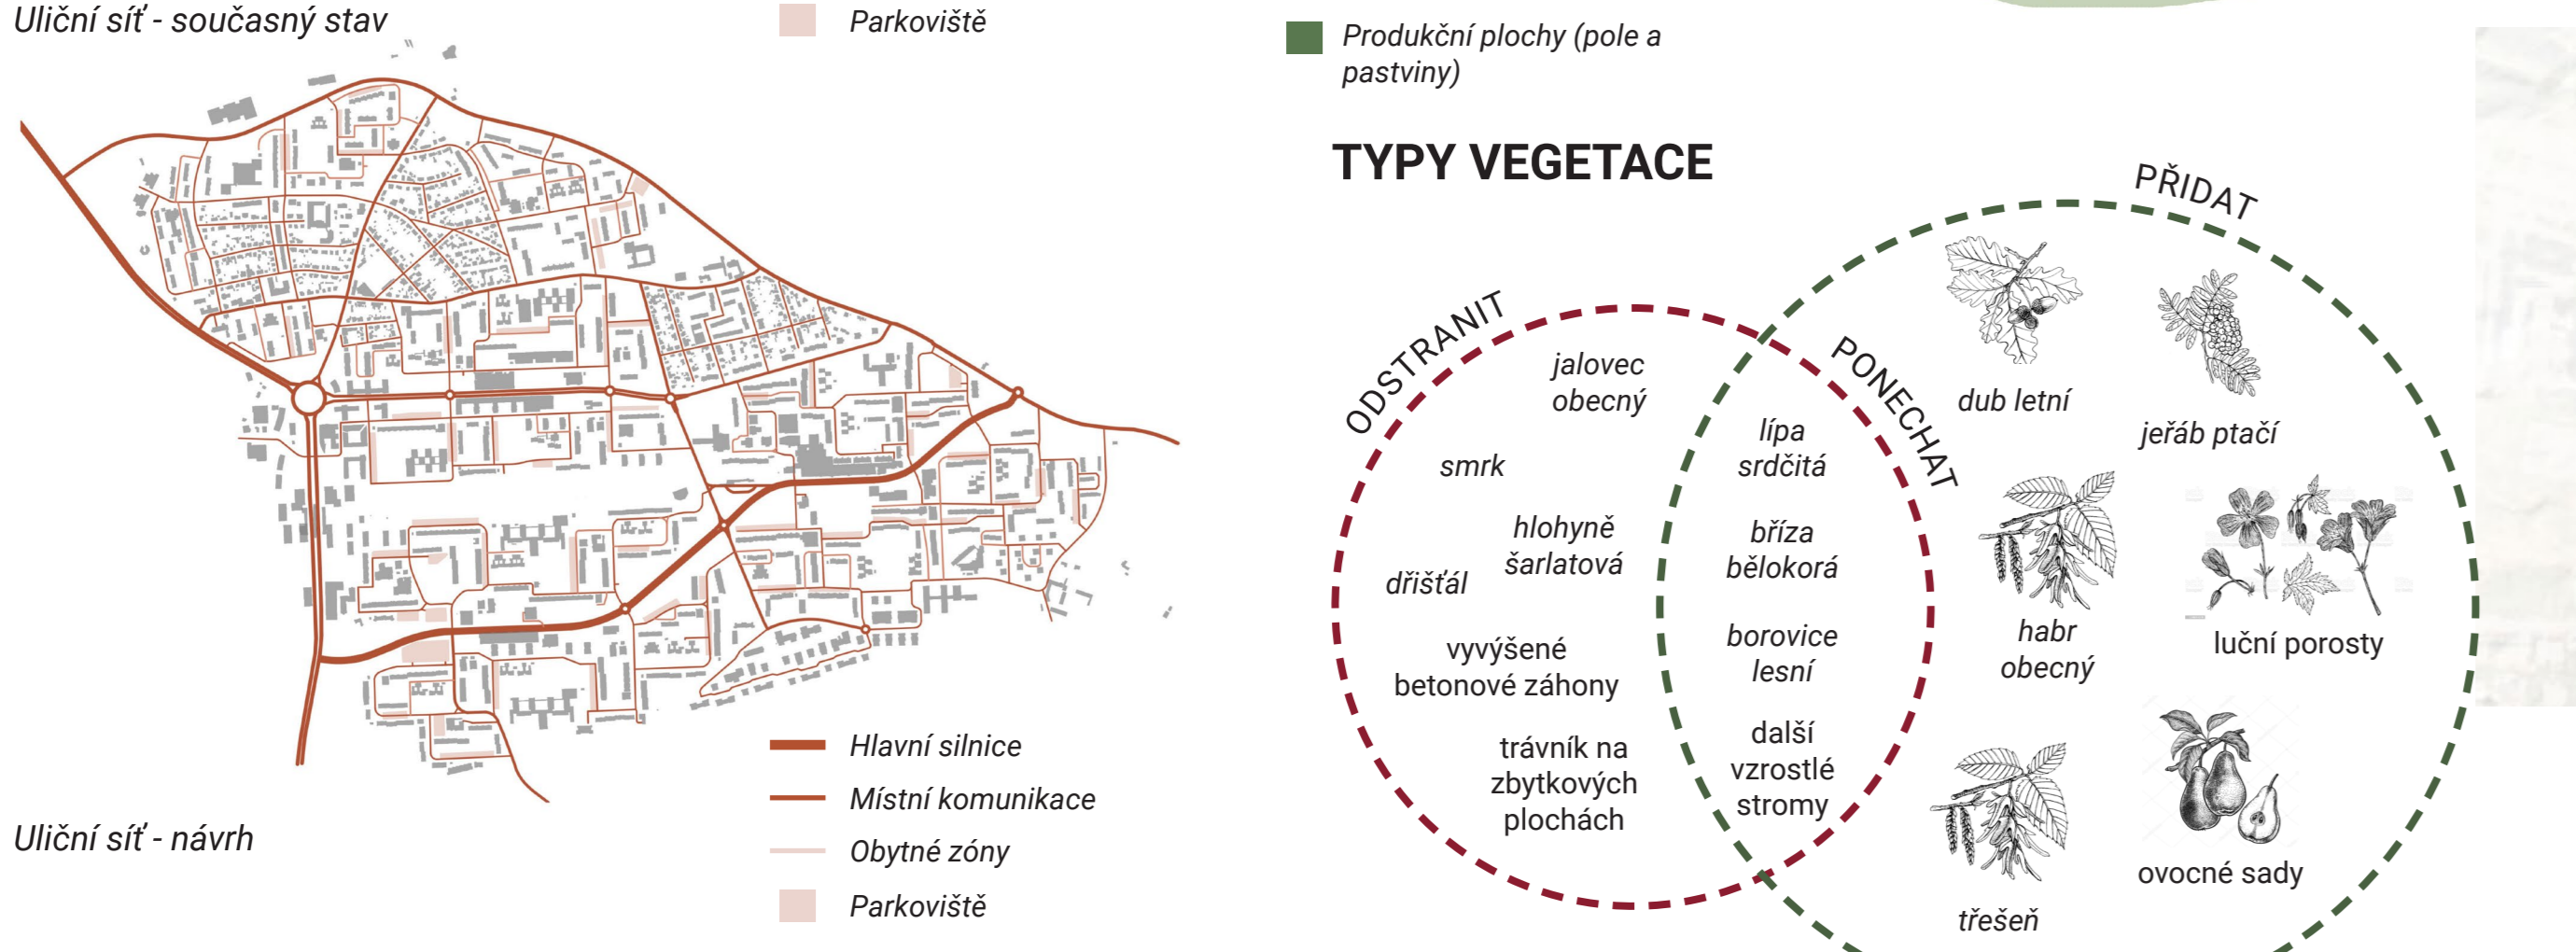 Uliční síť - současný stav
Parkoviště
Hlavní silnice
Místní komunikace
Obytné zóny
Parkoviště
Uliční síť - návrh
Produkční plochy (pole a
pastviny)
TYPY VEGETACE
ODSTRANIT
PONECHAT
PŘIDAT
jalovec
obecný
smrk
hlohyně
šarlatová
dřišťál
vyvýšené
betonové záhony
trávník na
zbytkových
plochách
lípa
srdčitá
bříza
bělokorá
borovice
lesní
další
vzrostlé
stromy
dub letní
jeřáb ptačí
habr
obecný
luční porosty
třešeň
ovocné sady